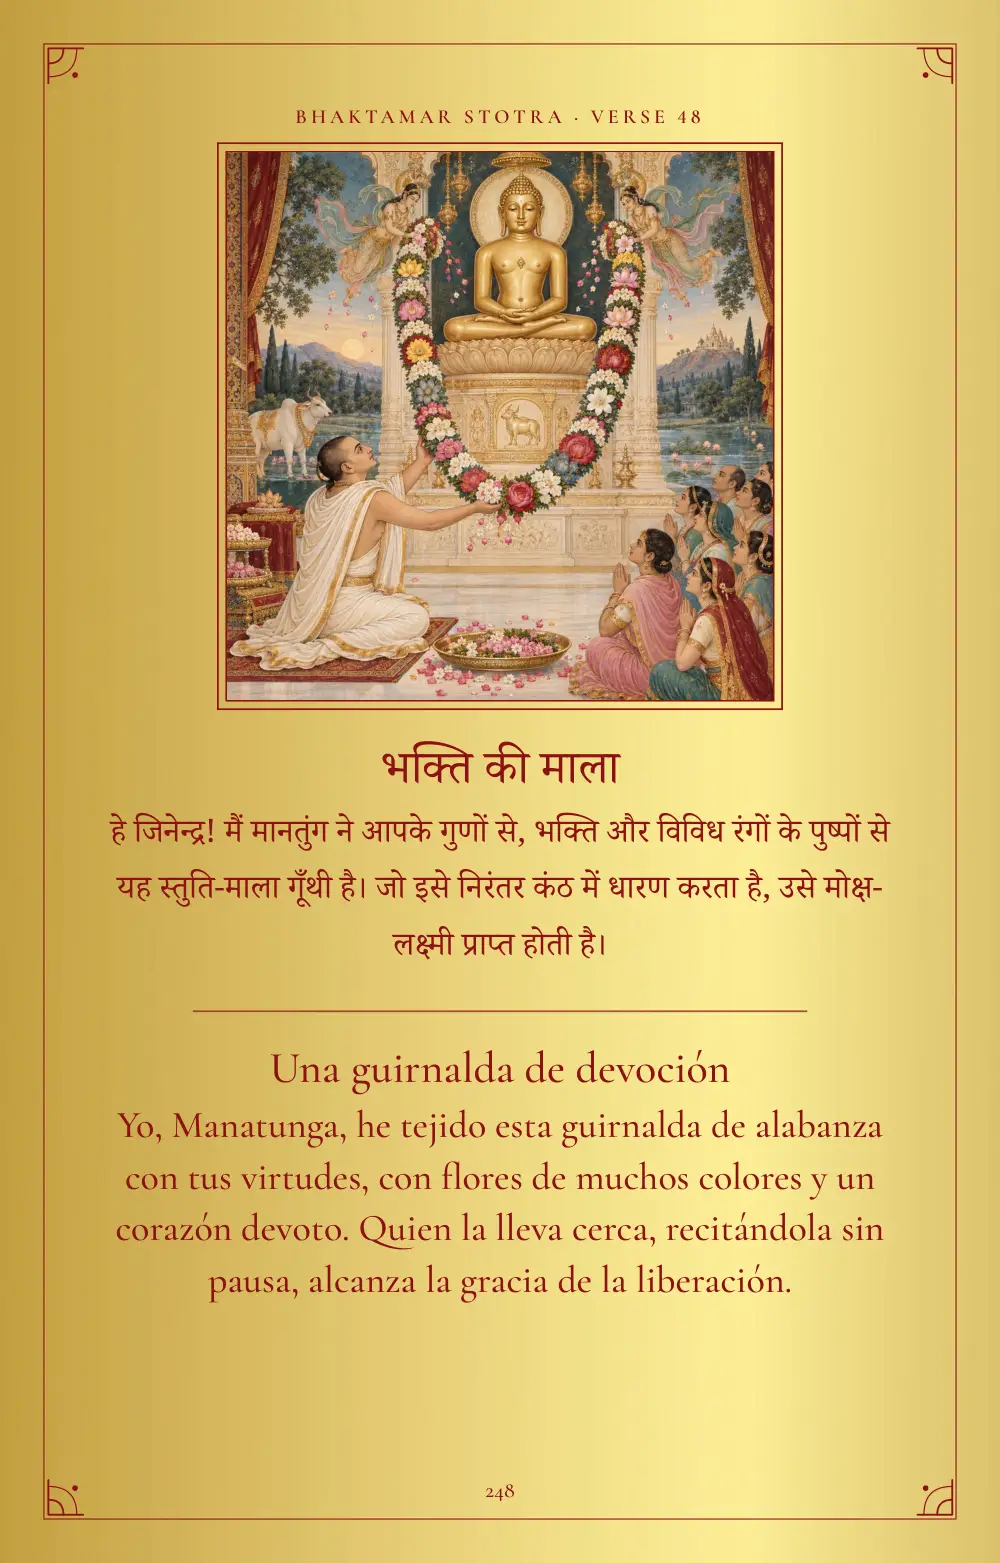 BHAKTAMAR STOTRA · VERSE 48
भक्ति की माला
हे जिनेन्द्र! मैं मानतुंग ने आपके गुणों से, भक्ति और विविध रंगों के पुष्पों से
यह स्तुति-माला गूँथी है। जो इसे निरंतर कंठ में धारण करता है, उसे मोक्ष-
लक्ष्मी प्राप्त होती है।
Una guirnalda de devoción
Yo, Manatunga, he tejido esta guirnalda de alabanza
con tus virtudes, con flores de muchos colores y un
corazón devoto. Quien la lleva cerca, recitándola sin
pausa, alcanza la gracia de la liberación.
248